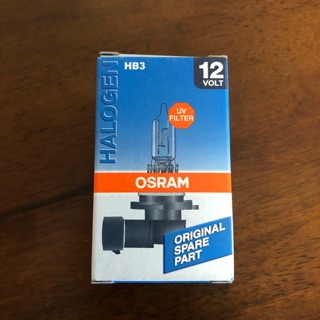 HALOGEN
HB3
12
VOLT
UV
FILTER
OSRAM
ORIGINAL
SPARE
PART